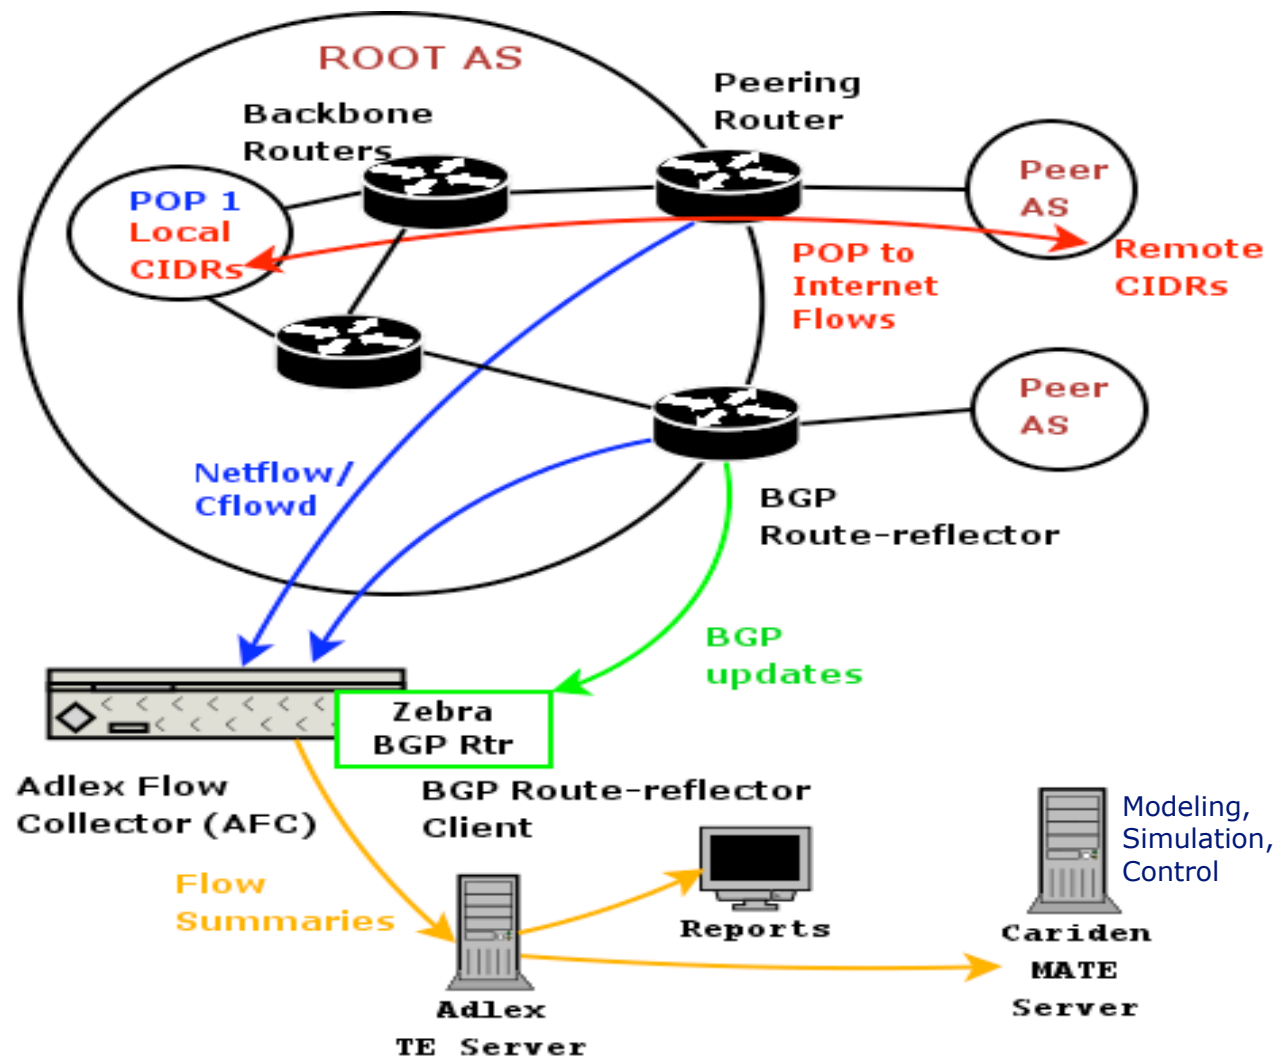 ROOT AS
Peering
Router
Backbone
Routers
Peer
AS
POP 1
Local
CIDRs
POP to
Internet
Flows
Remote
CIDRs
Peer
AS
Netflow/
Cflowd
BGP
Route-reflector
BGP
updates
Zebra
BGP Rtr
Adlex Flow
Collector (AFC)
BGP Route-reflector
Client
Modeling,
Simulation,
Control
Flow
Summaries
Reports
Cariden
MATE
Server
Adlex
TE Server